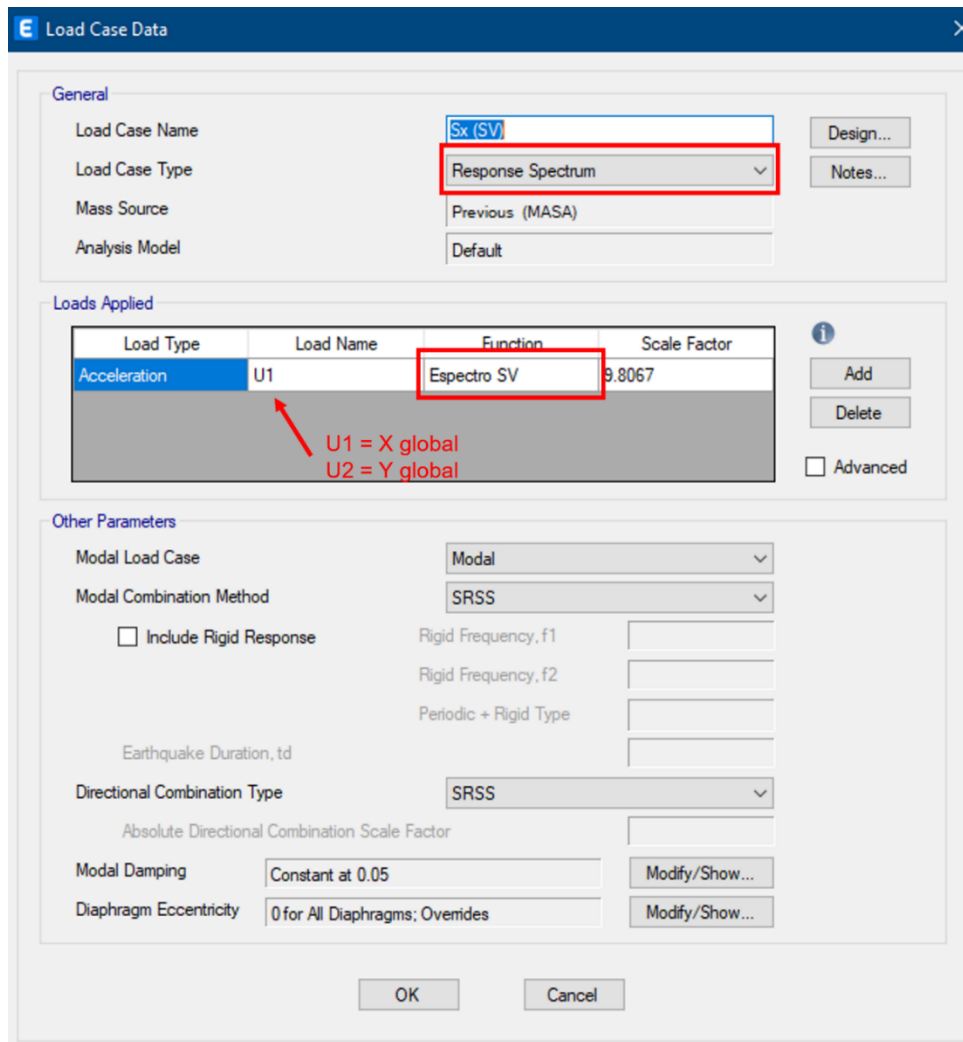 E Load Case Data
General
Load Case Name Sx (SV) Design...
Load Case Type Response Spectrum Notes...
Mass Source Previous (MASA)
Analysis Model Default
Loads Applied
Load Type Load Name Function Scale Factor
Acceleration U1 Espectro SV 9.8067 Add
Delete
U1 = X global
U2 = Y global
Advanced
Other Parameters
Modal Load Case Modal
Modal Combination Method SRSS
Include Rigid Response Rigid Frequency, f1
Rigid Frequency, f2
Periodic + Rigid Type
Earthquake Duration, td
Directional Combination Type SRSS
Absolute Directional Combination Scale Factor
Modal Damping Constant at 0.05 Modify/Show...
Diaphragm Eccentricity 0 for All Diaphragms; Overrides Modify/Show...
OK Cancel